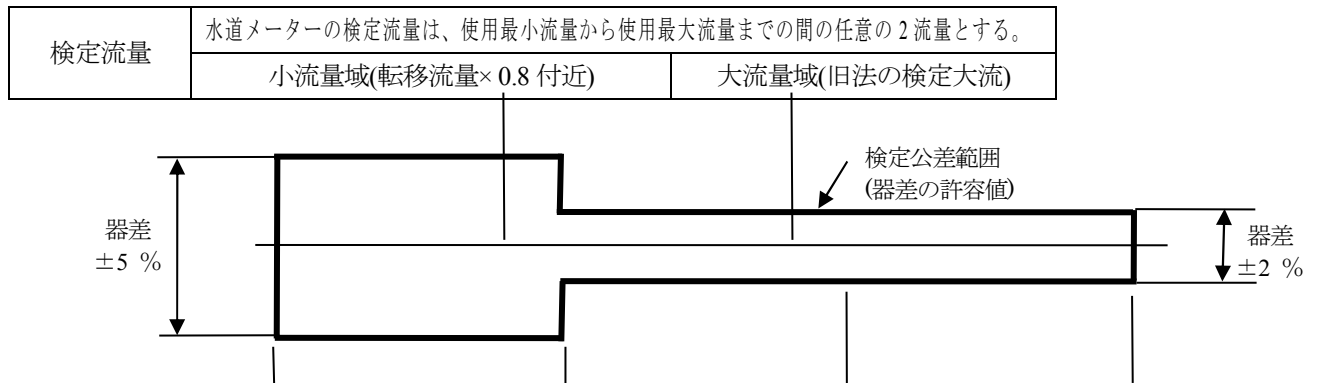 検定流量
水道メーターの検定流量は、使用最小流量から使用最大流量までの間の任意の2流量とする。
小流量域(転移流量×0.8付近)
大流量域(旧法の検定大流)
検定公差範囲
(器差の許容値)
器差
±5 %
器差
±2 %